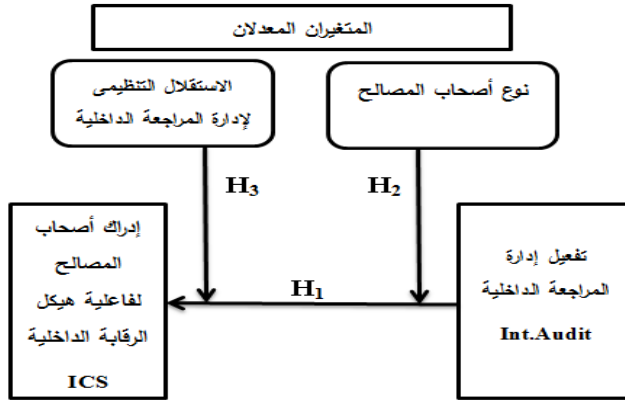 المتغيران المعدلان
نوع أصحاب المصالح
الاستقلال التنظيمى
لإدارة المراجعة الداخلية
H₂
H₃
تفعيل إدارة
المراجعة الداخلية
Int.Audit
H₁
إدراك أصحاب
المصالح
لفاعلية هيكل
الرقابة الداخلية
ICS